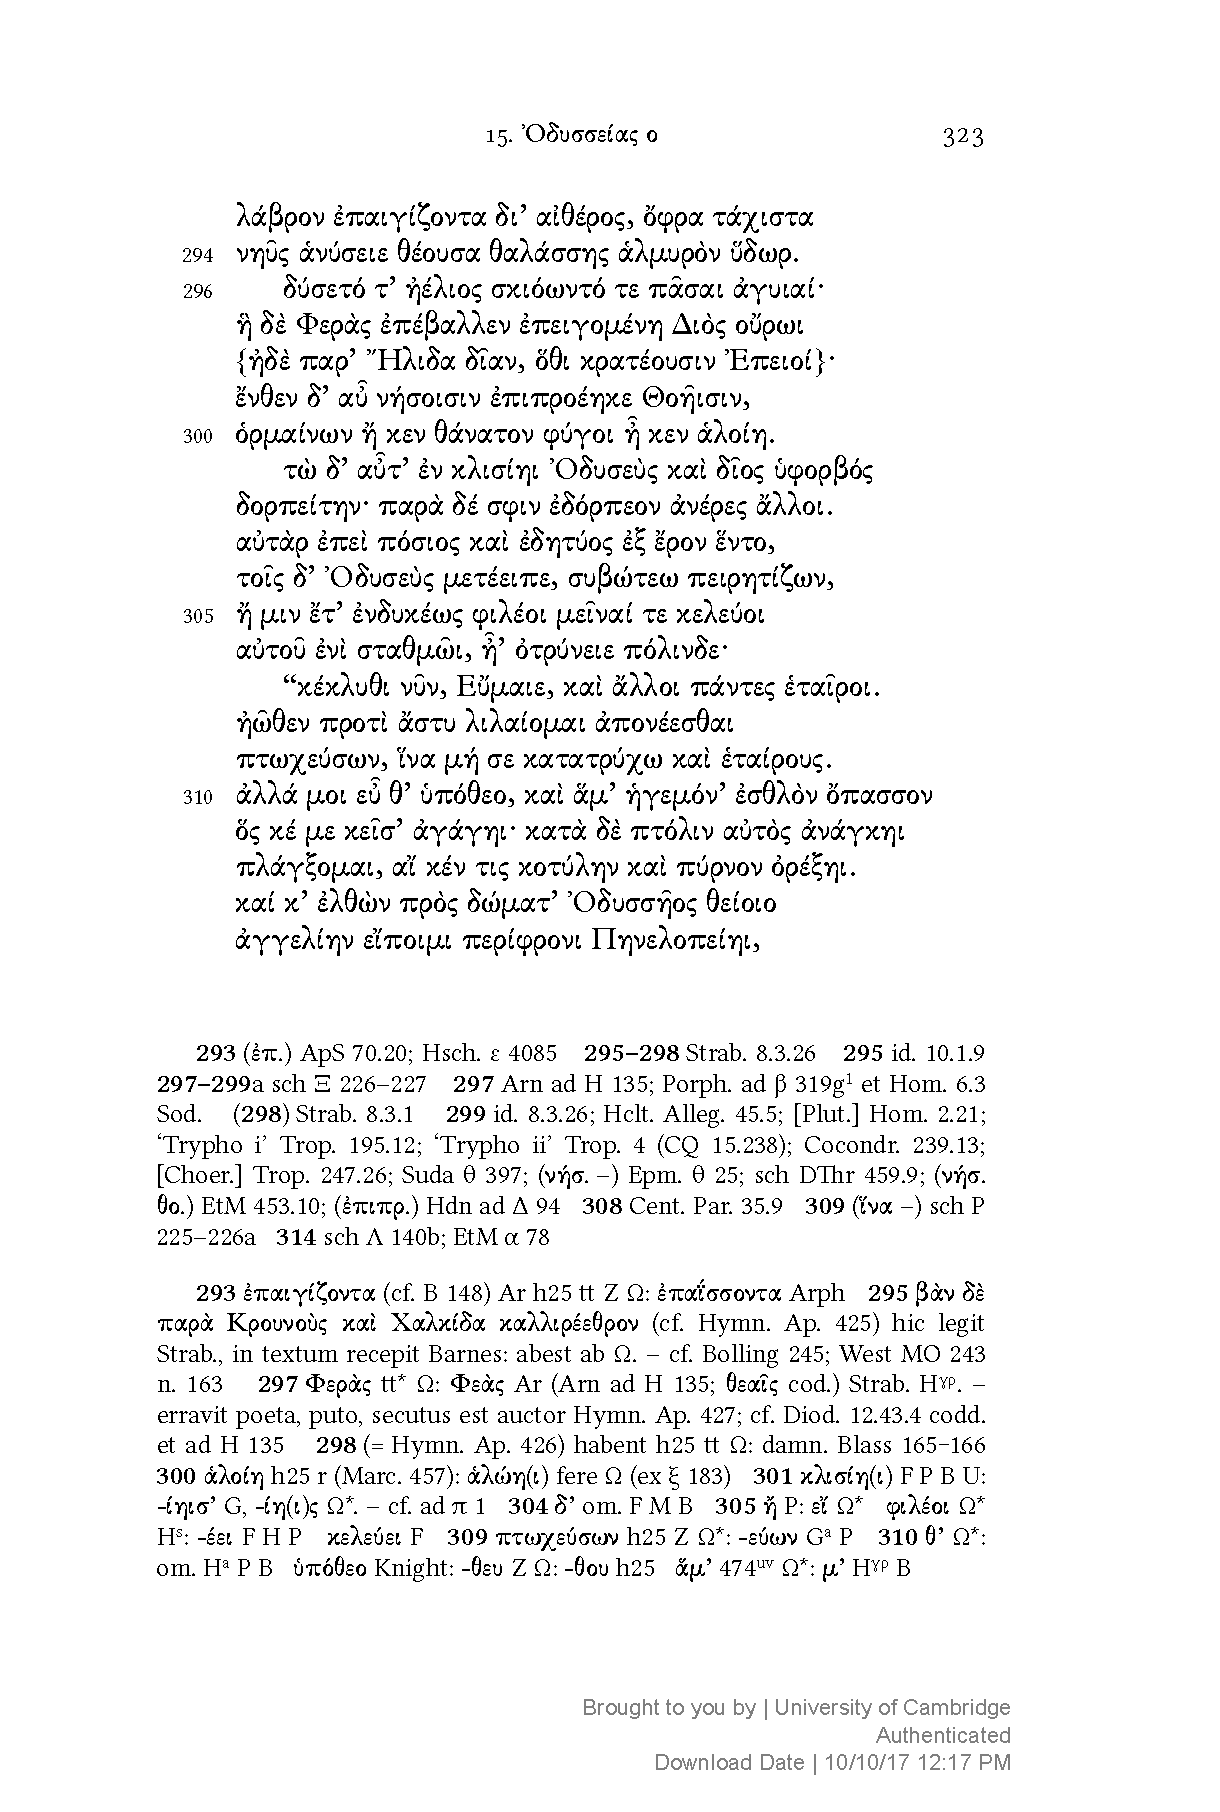 15. Ὀδυσσείας ο 323
λάβρον ἐπαιγίζοντα δι’ αἰθέρος, ὄφρα τάχιστα
294 νηῦς ἀνύσειε θέουσα θαλάσσης ἁλμυρὸν ὕδωρ.
296 δύσετό τ’ ἠέλιος σκιόωντό τε πᾶσαι ἀγυιαί·
ἣ δὲ Φερὰς ἐπέβαλλεν ἐπειγομένη Διὸς οὔρωι
{ἠδὲ παρ’ Ἤλιδα δῖαν, ὅθι κρατέουσιν Ἐπειοί}·
ἔνθεν δ’ αὖ νήσοισιν ἐπιπροέηκε Θοῆισιν,
300 ὁρμαίνων ἤ κεν θάνατον φύγοι ἦ κεν ἁλοίη.
τὼ δ’ αὖτ’ ἐν κλισίηι Ὀδυσεὺς καὶ δῖος ὑφορβός
δορπείτην· παρὰ δέ σφιν ἐδόρπεον ἀνέρες ἄλλοι.
αὐτὰρ ἐπεὶ πόσιος καὶ ἐδητύος ἐξ ἔρον ἕντο,
τοῖς δ’ Ὀδυσεὺς μετέειπε, συβώτεω πειρητίζων,
305 ἤ μιν ἔτ’ ἐνδυκέως φιλέοι μεῖναί τε κελεύοι
αὐτοῦ ἐνὶ σταθμῶι, ἦ’ ὀτρύνειε πόλινδε·
“κέκλυθι νῦν, Εὔμαιε, καὶ ἄλλοι πάντες ἑταῖροι.
ἠῶθεν προτὶ ἄστυ λιλαίομαι ἀπονέεσθαι
πτωχεύσων, ἵνα μή σε κατατρύχω καὶ ἑταίρους.
310 ἀλλά μοι εὖ θ’ ὑπόθεο, καὶ ἅμ’ ἡγεμόν’ ἐσθλὸν ὄπασσον
ὅς κέ με κεῖσ’ ἀγάγηι· κατὰ δὲ πτόλιν αὐτὸς ἀνάγκηι
πλάγξομαι, αἴ κέν τις κοτύλην καὶ πύρνον ὀρέξηι.
καί κ’ ἐλθὼν πρὸς δώματ’ Ὀδυσσῆος θείοιο
ἀγγελίην εἴποιμι περίφρονι Πηνελοπείηι,
293 (ἐπ.) ApS 70.20; Hsch. ε 4085 295–298 Strab. 8.3.26 295 id. 10.1.9
297–299a sch Ξ 226–227 297 Arn ad H 135; Porph. ad β 319g¹ et Hom. 6.3
Sod. (298) Strab. 8.3.1 299 id. 8.3.26; Hclt. Alleg. 45.5; [Plut.] Hom. 2.21;
‘Trypho i’ Trop. 195.12; ‘Trypho ii’ Trop. 4 (CQ 15.238); Cocondr. 239.13;
[Choer.] Trop. 247.26; Suda θ 397; (νήσ. –) Epm. θ 25; sch DThr 459.9; (νήσ.
θο.) EtM 453.10; (ἐπιπρ.) Hdn ad Δ 94 308 Cent. Par. 35.9 309 (ἵνα –) sch P
225–226a 314 sch Λ 140b; EtM α 78
293 ἐπαιγίζοντα (cf. B 148) Ar h25 tt Z Ω: ἐπαΐσσοντα Arph 295 βὰν δὲ
παρὰ Κρουνοὺς καὶ Χαλκίδα καλλιρέεθρον (cf. Hymn. Ap. 425) hic legit
Strab., in textum recepit Barnes: abest ab Ω. – cf. Bolling 245; West MO 243
n. 163 297 Φερὰς tt* Ω: Φεὰς Ar (Arn ad H 135; θεαῖς cod.) Strab. Hᵞᵖ. –
erravit poeta, puto, secutus est auctor Hymn. Ap. 427; cf. Diod. 12.43.4 codd.
et ad H 135 298 (= Hymn. Ap. 426) habent h25 tt Ω: damn. Blass 165–166
300 ἁλοίη h25 r (Marc. 457): ἁλώη(ι) fere Ω (ex ξ 183) 301 κλισίη(ι) F P B U:
-ίηισ’ G, -ίη(ι)ς Ω*. – cf. ad π 1 304 δ’ om. F M B 305 ἤ P: εἴ Ω* φιλέοι Ω*
Hˢ: -έει F H P κελεύει F 309 πτωχεύσων h25 Z Ω*: -εύων Gᵃ P 310 θ’ Ω*:
om. Hᵃ P B ὑπόθεο Knight: -θευ Z Ω: -θου h25 ἅμ’ 474ᵘᵛ Ω*: μ’ Hᵞᵖ B
Brought to you by | University of Cambridge
Authenticated
Download Date | 10/10/17 12:17 PM